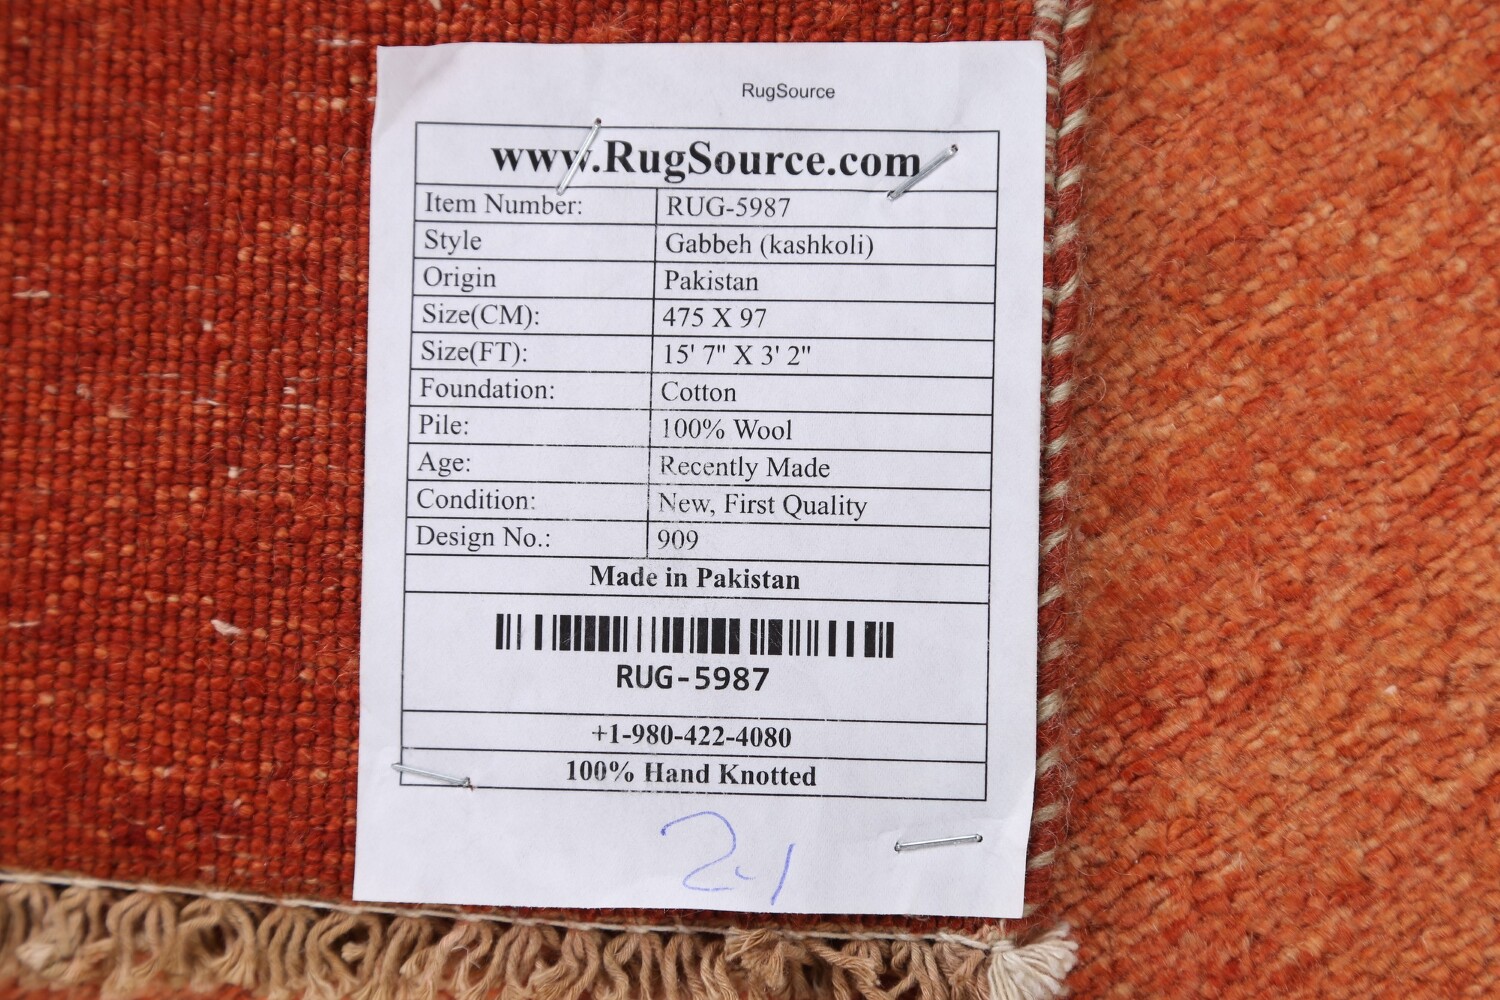 RugSource
www.RugSource.com
Item Number: RUG-5987
Style Gabbeh (kashkoli)
Origin Pakistan
Size(CM): 475 X 97
Size(FT): 15' 7" X 3' 2"
Foundation: Cotton
Pile: 100% Wool
Age: Recently Made
Condition: New, First Quality
Design No.: 909
Made in Pakistan
RUG-5987
+1-980-422-4080
100% Hand Knotted